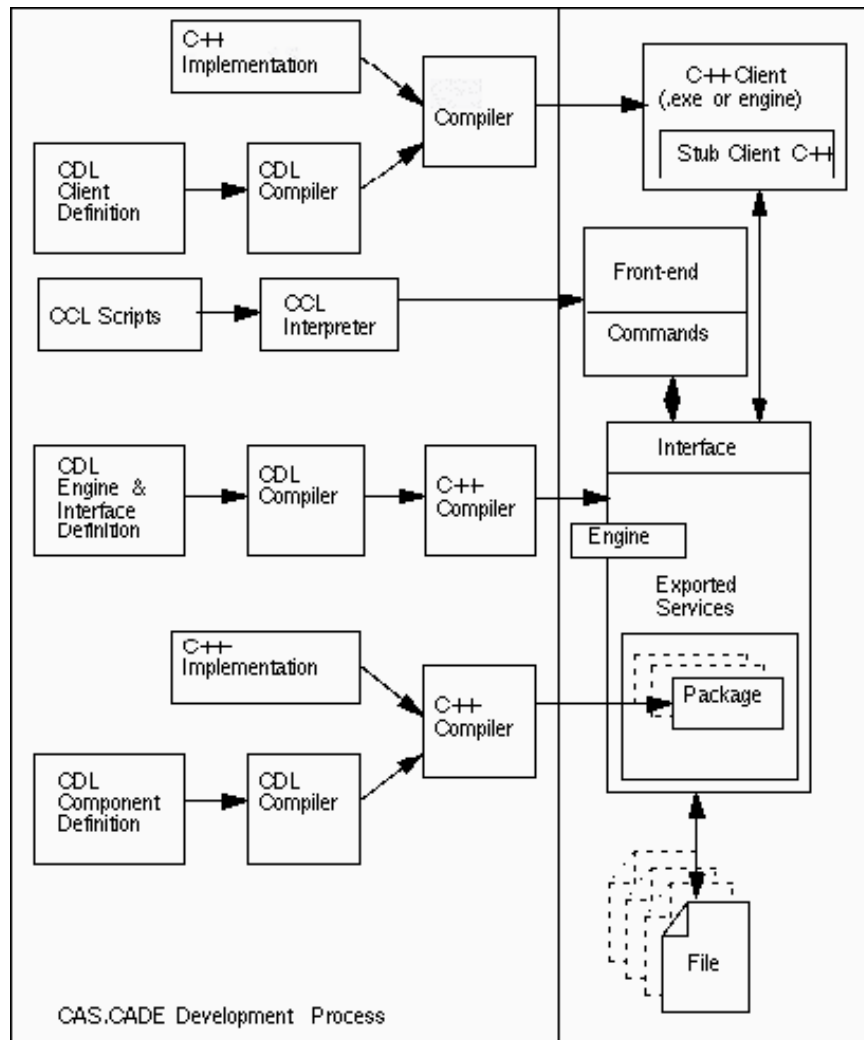 C++
Implementation
Compiler
C++ Client
(.exe or engine)
Stub Client C++
CDL
Client
Definition
CDL
Compiler
Front-end
Commands
CCL Scripts
CCL
Interpreter
Interface
CDL
Engine &
Interface
Definition
CDL
Compiler
C++
Compiler
Engine
Exported
Services
C++
Implementation
C++
Compiler
Package
CDL
Component
Definition
CDL
Compiler
File
CAS.CADE Development Process